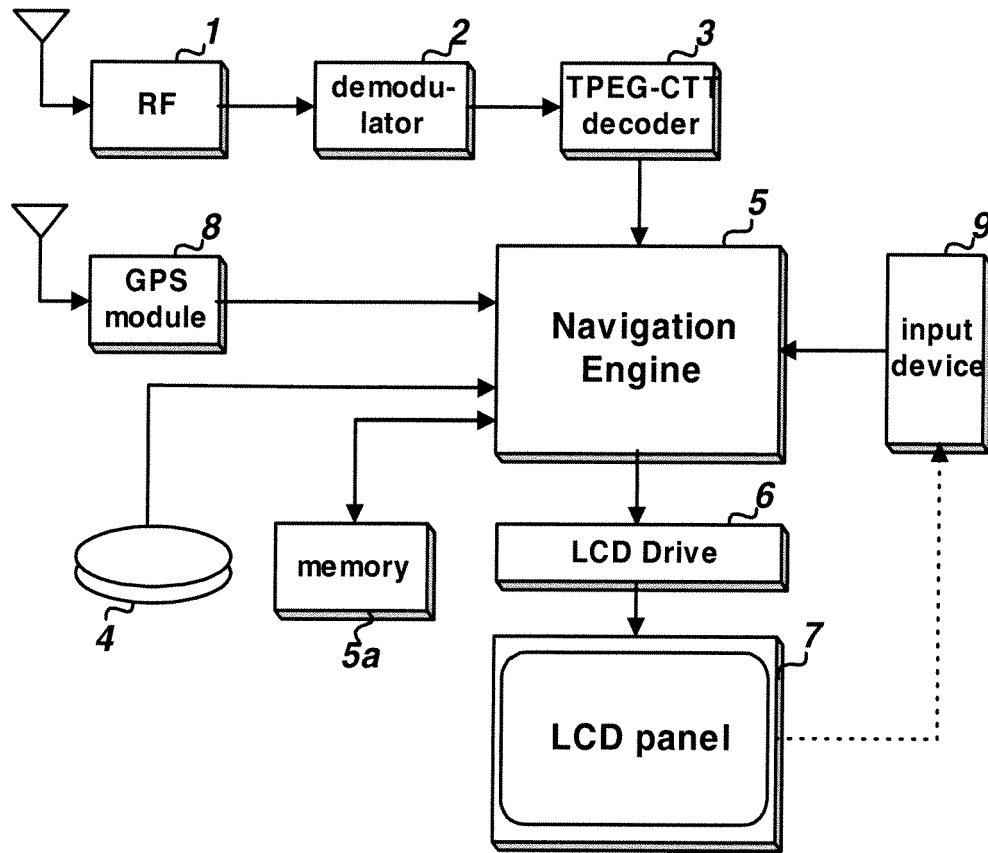 1
RF
2
demodu-
lator
3
TPEG-CTT
decoder
8
GPS
module
5
Navigation
Engine
9
input
device
4
memory
5a
6
LCD Drive
7
LCD panel